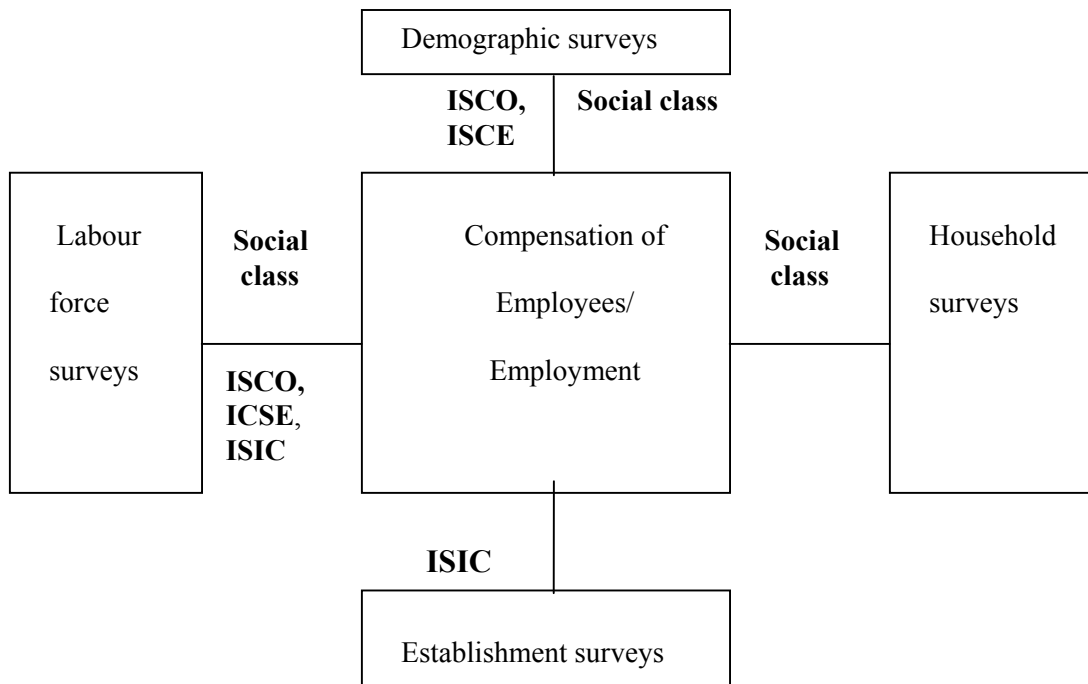 Demographic surveys
ISCO,
ISCE
Social class
Labour
force
surveys
Social
class
ISCO,
ICSE,
ISIC
Compensation of
Employees/
Employment
Social
class
Household
surveys
ISIC
Establishment surveys